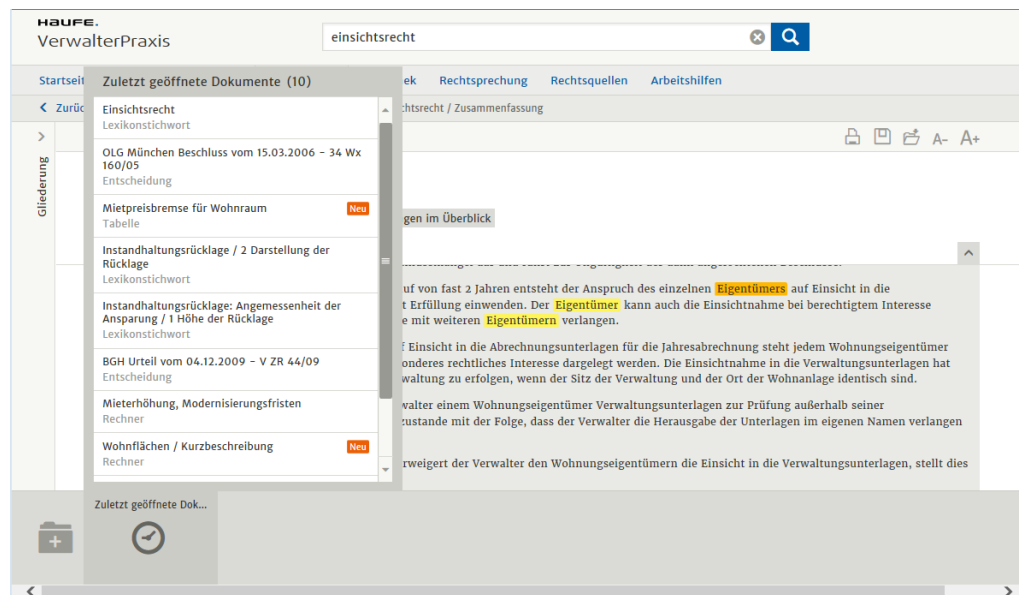 HAUFE.
VerwalterPraxis
einsichtsrecht
Zuletzt geöffnete Dokumente (10)
Rechtsprechung Rechtsquellen Arbeitshilfen
/ Zusammenfassung
A- A+
Gliederung
Einsichtsrecht
Lexikonstichwort
OLG München Beschluss vom 15.03.2006 – 34 Wx
160/05
Entscheidung
Mietpreisbremse für Wohnraum Neu
Tabelle
Instandhaltungsrücklage / 2 Darstellung der
Rücklage
Lexikonstichwort
Instandhaltungsrücklage: Angemessenheit der
Ansparung / 1 Höhe der Rücklage
Lexikonstichwort
BGH Urteil vom 04.12.2009 – V ZR 44/09
Entscheidung
Mieterhöhung, Modernisierungsfristen
Rechner
Wohnflächen / Kurzbeschreibung Neu
Rechner
gen im Überblick
uf von fast 2 Jahren entsteht der Anspruch des einzelnen Eigentümers auf Einsicht in die
t Erfüllung einwenden. Der Eigentümer kann auch die Einsichtnahme bei berechtigtem Interesse
e mit weiteren Eigentümern verlangen.
f Einsicht in die Abrechnungsunterlagen für die Jahresabrechnung steht jedem Wohnungseigentümer
onderes rechtliches Interesse dargelegt werden. Die Einsichtnahme in die Verwaltungsunterlagen hat
waltung zu erfolgen, wenn der Sitz der Verwaltung und der Ort der Wohnanlage identisch sind.
walter einem Wohnungseigentümer Verwaltungsunterlagen zur Prüfung außerhalb seiner
zustande mit der Folge, dass der Verwalter die Herausgabe der Unterlagen im eigenen Namen verlangen
rweigert der Verwalter den Wohnungseigentümern die Einsicht in die Verwaltungsunterlagen, stellt dies
Zuletzt geöffnete Dok...